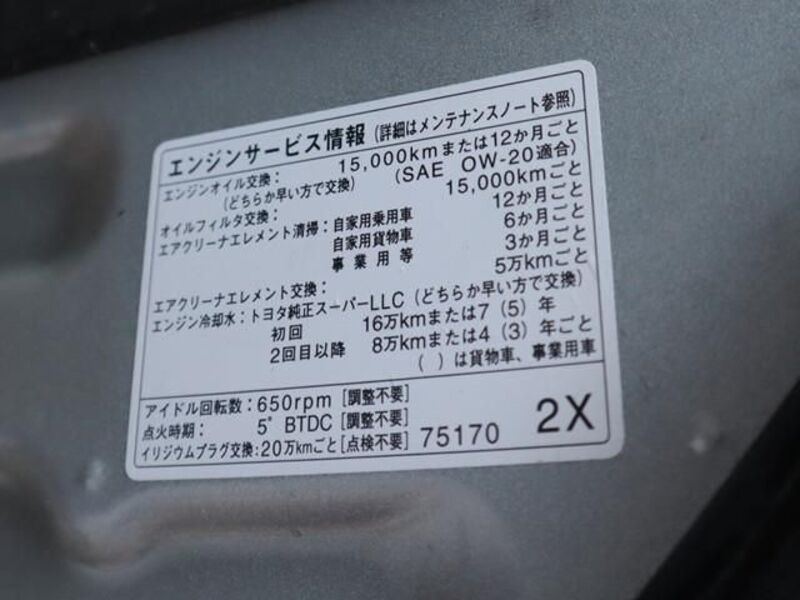 エンジンサービス情報 (詳細はメンテナンスノート参照)
エンジンオイル交換： 15,000kmまたは12か月ごと
(どちらか早い方で交換) (SAE OW-20適合)
オイルフィルタ交換： 15,000kmごと
エアクリーナエレメント清掃：自家用乗用車 12か月ごと
自家用貨物車 6か月ごと
事業用等 3か月ごと
エアクリーナエレメント交換： 5万kmごと
エンジン冷却水：トヨタ純正スーパーLLC (どちらか早い方で交換)
初回 16万kmまたは7 (5) 年
2回目以降 8万kmまたは4 (3) 年ごと
( ) は貨物車、事業用車
アイドル回転数：650rpm [調整不要]
点火時期： 5° BTDC [調整不要]
イリジウムプラグ交換：20万kmごと [点検不要] 75170 2X